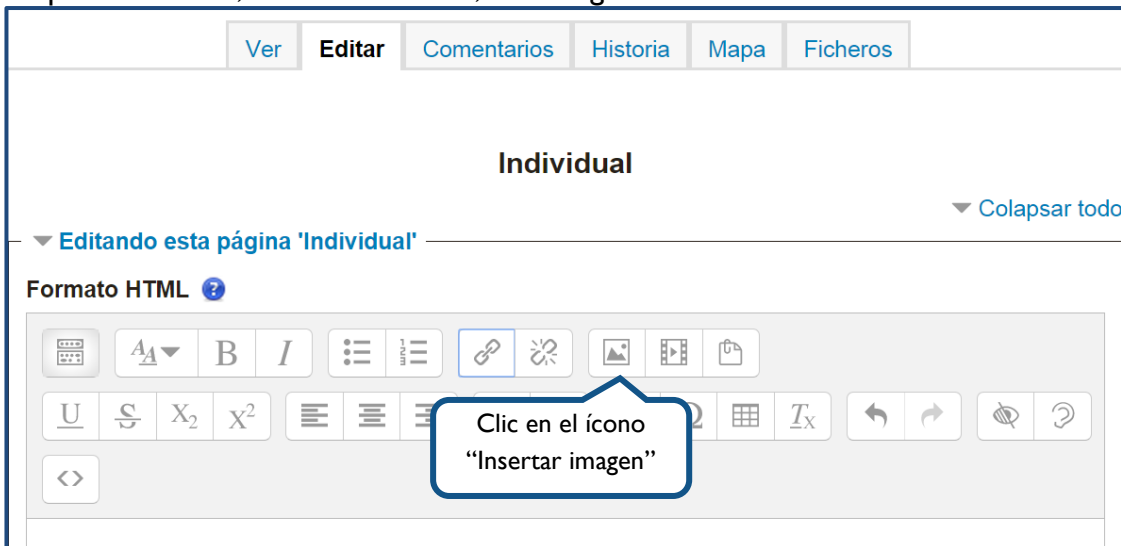 Ver Editar Comentarios Historia Mapa Ficheros
Individual
Colapsar todo
Editando esta página 'Individual'
Formato HTML
Clic en el ícono
“Insertar imagen”